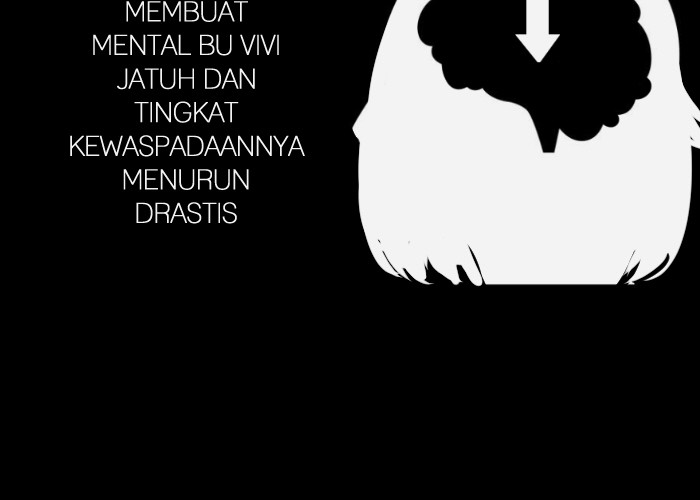 MEMBUAT
MENTAL BU VIVI
JATUH DAN
TINGKAT
KEWASPADAANNYA
MENURUN
DRASTIS